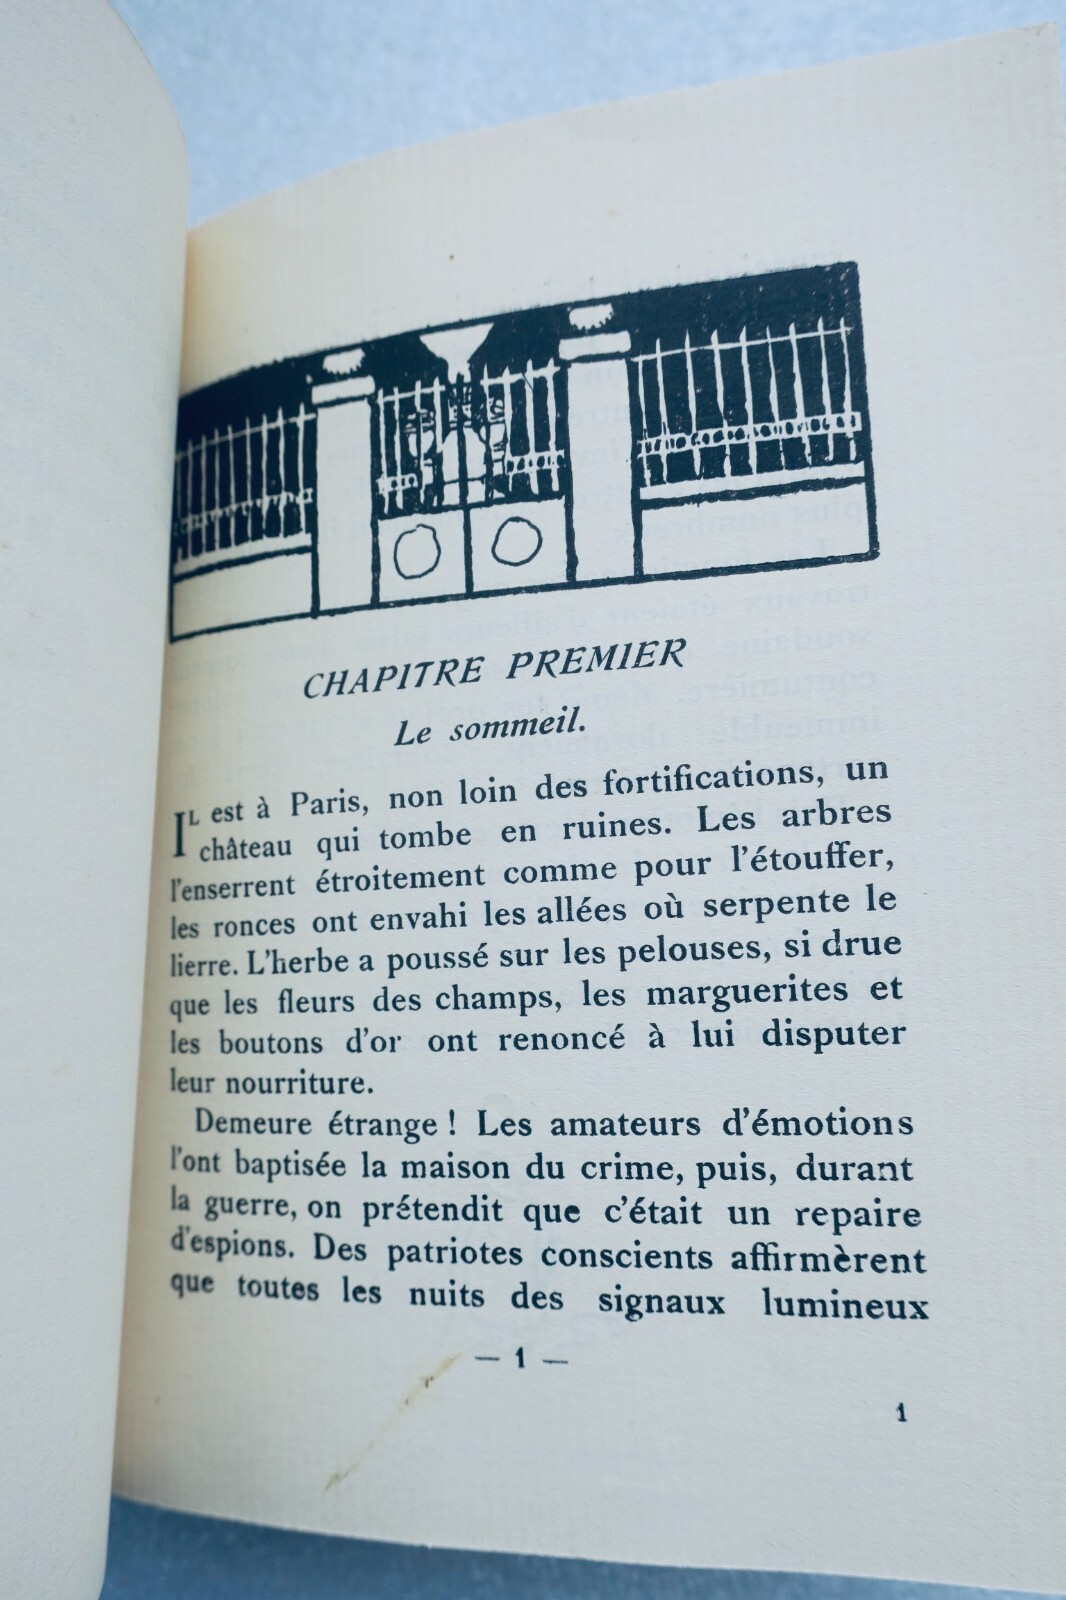 CHAPITRE PREMIER
Le sommeil.
IL est à Paris, non loin des fortifications, un
château qui tombe en ruines. Les arbres
l'enserrent étroitement comme pour l'étouffer,
les ronces ont envahi les allées où serpente le
lierre. L'herbe a poussé sur les pelouses, si drue
que les fleurs des champs, les marguerites et
les boutons d'or ont renoncé à lui disputer
leur nourriture.
Demeure étrange ! Les amateurs d'émotions
l'ont baptisée la maison du crime, puis, durant
la guerre, on prétendit que c'était un repaire
d'espions. Des patriotes conscients affirmèrent
que toutes les nuits des signaux lumineux
— 1 —
1